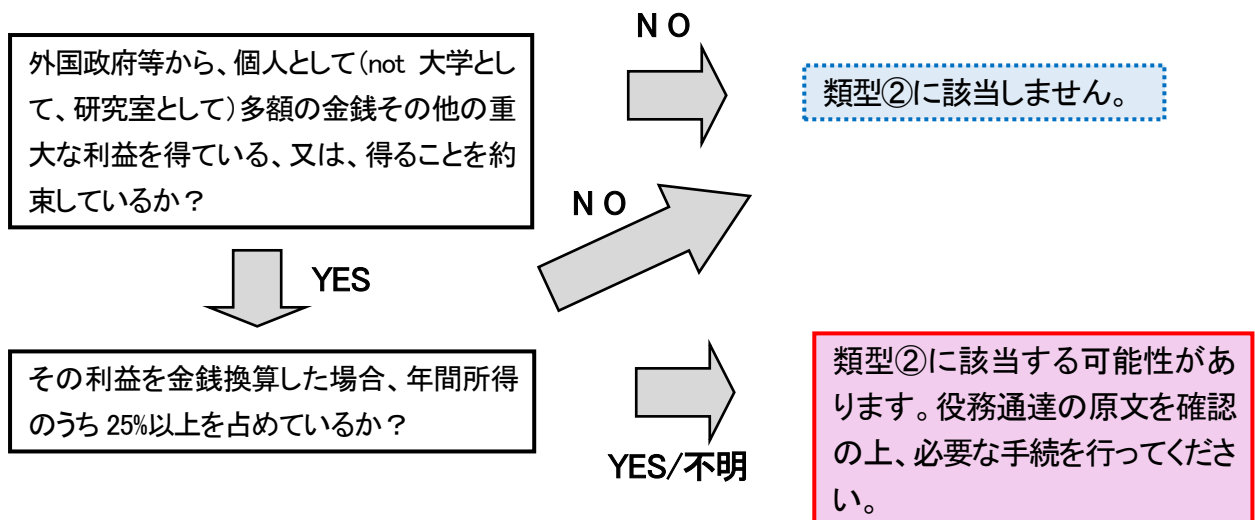 外国政府等から、個人として(not 大学とし
て、研究室として)多額の金銭その他の重
大な利益を得ている、又は、得ることを約
束しているか?
NO
類型②に該当しません。
NO
YES
その利益を金銭換算した場合、年間所得
のうち 25%以上を占めているか?
YES/不明
類型②に該当する可能性があ
ります。役務通達の原文を確認
の上、必要な手続を行ってくださ
い。